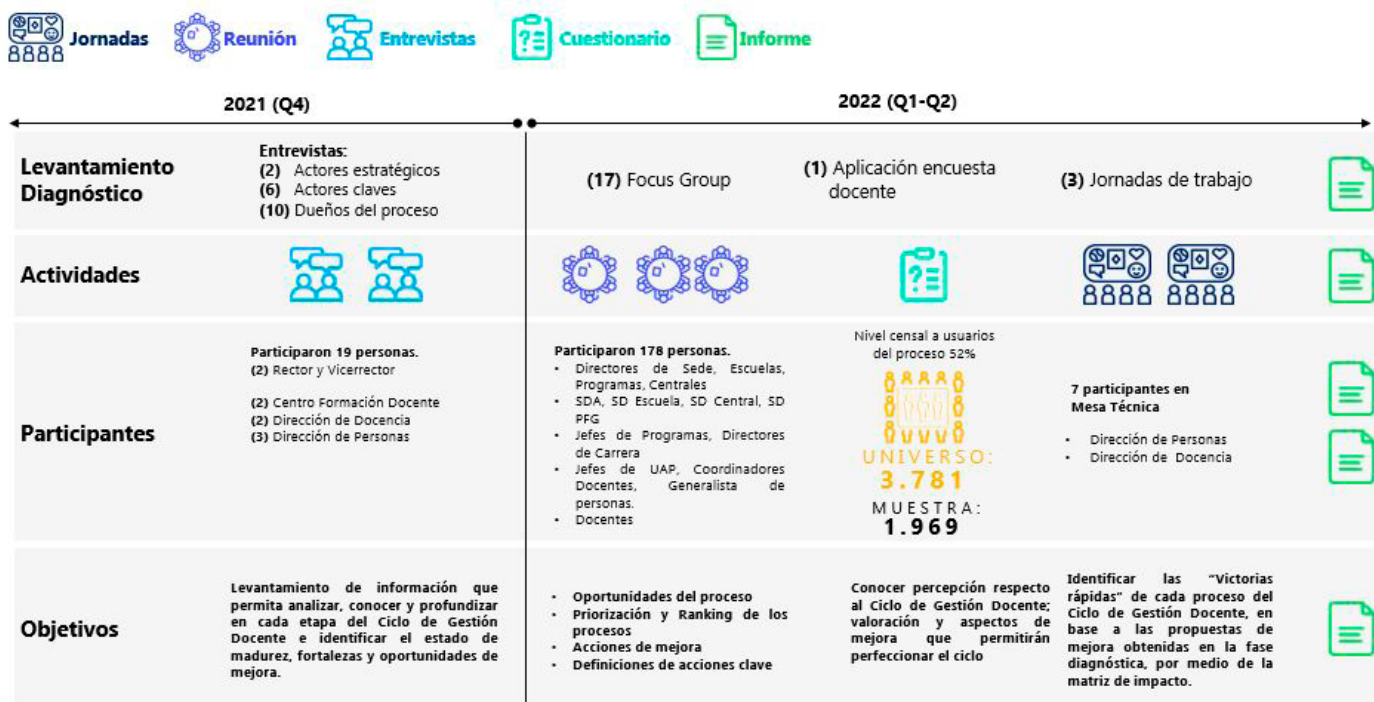 Jornadas
Reunión
Entrevistas
Cuestionario
Informe
2021 (Q4)
2022 (Q1-Q2)
Levantamiento
Diagnóstico
Entrevistas:
(2) Actores estratégicos
(6) Actores claves
(10) Dueños del proceso
(17) Focus Group
(1) Aplicación encuesta
docente
(3) Jornadas de trabajo
Actividades
Participantes
Participaron 19 personas.
(2) Rector y Vicerrector
(2) Centro Formación Docente
(2) Dirección de Docencia
(3) Dirección de Personas
Participaron 178 personas.
• Directores de Sede, Escuelas,
Programas, Centrales
• SDA, SD Escuela, SD Central, SD
PFG
• Jefes de Programas, Directores
de Carrera
• Jefes de UAP, Coordinadores
Docentes, Generalista de
personas.
• Docentes
Nivel censal a usuarios
del proceso 52%
UNIVERSO:
3.781
MUESTRA:
1.969
7 participantes en
Mesa Técnica
• Dirección de Personas
• Dirección de Docencia
Objetivos
Levantamiento de información que
permita analizar, conocer y profundizar
en cada etapa del Ciclo de Gestión
Docente e identificar el estado de
madurez, fortalezas y oportunidades de
mejora.
• Oportunidades del proceso
• Priorización y Ranking de los
procesos
• Acciones de mejora
• Definiciones de acciones clave
Conocer percepción respecto
al Ciclo de Gestión Docente;
valoración y aspectos de
mejora que permitirán
perfeccionar el ciclo
Identificar las "Victorias
rápidas" de cada proceso del
Ciclo de Gestión Docente, en
base a las propuestas de
mejora obtenidas en la fase
diagnóstica, por medio de la
matriz de impacto.